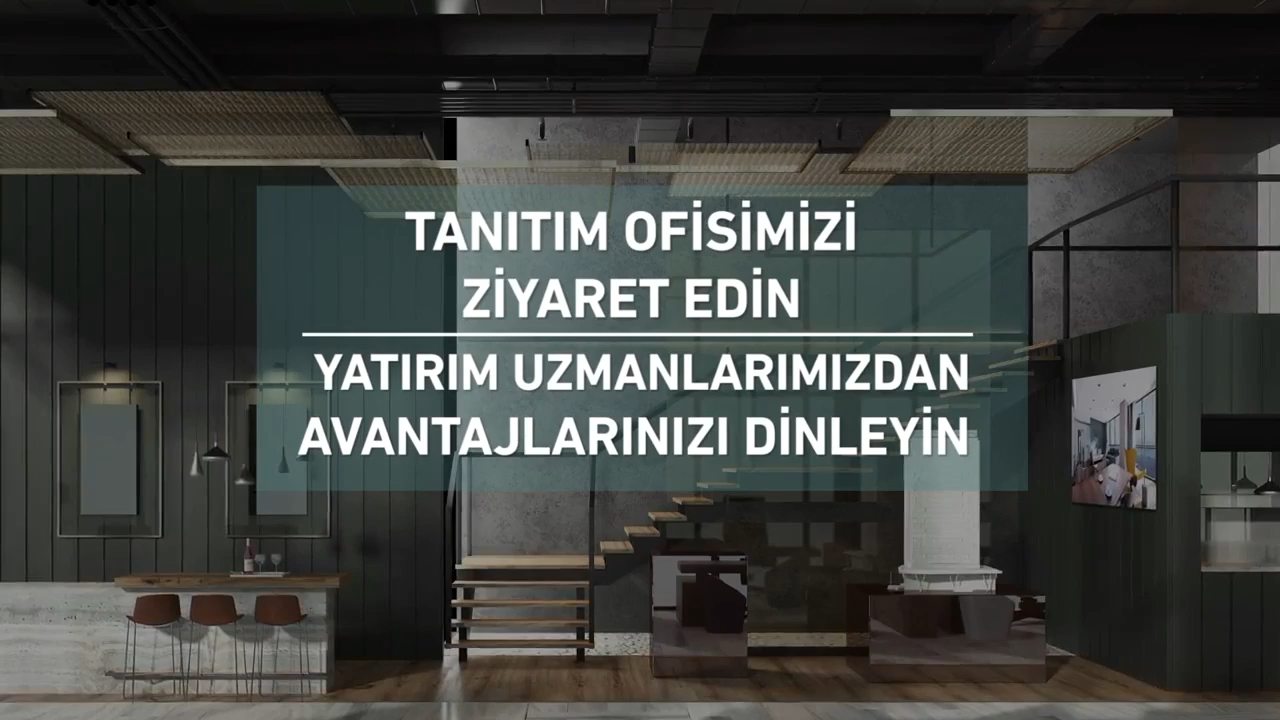 TANITIM OFİSİMİZİ
ZİYARET EDİN
YATIRIM UZMANLARIMIZDAN
AVANTAJLARINIZI DİNLEYİN